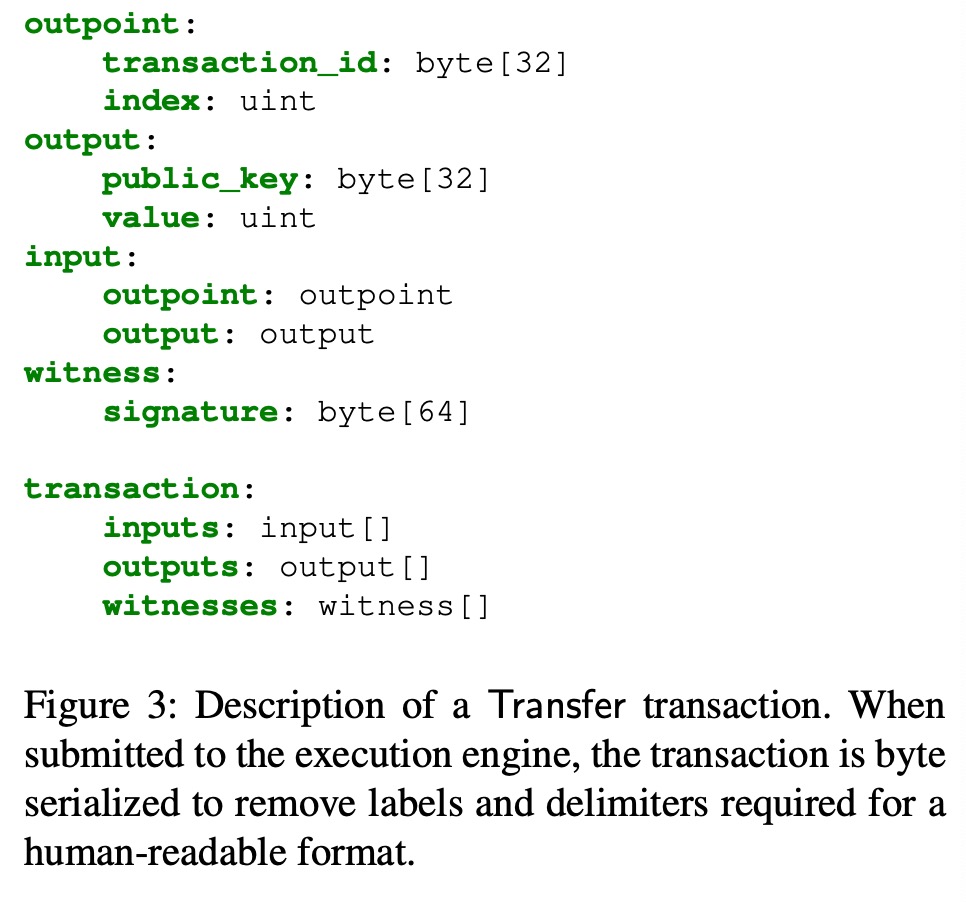 outpoint:
transaction_id: byte[32]
index: uint
output:
public_key: byte[32]
value: uint
input:
outpoint: outpoint
output: output
witness:
signature: byte[64]
transaction:
inputs: input[]
outputs: output[]
witnesses: witness[]
Figure 3: Description of a Transfer transaction. When
submitted to the execution engine, the transaction is byte
serialized to remove labels and delimiters required for a
human-readable format.